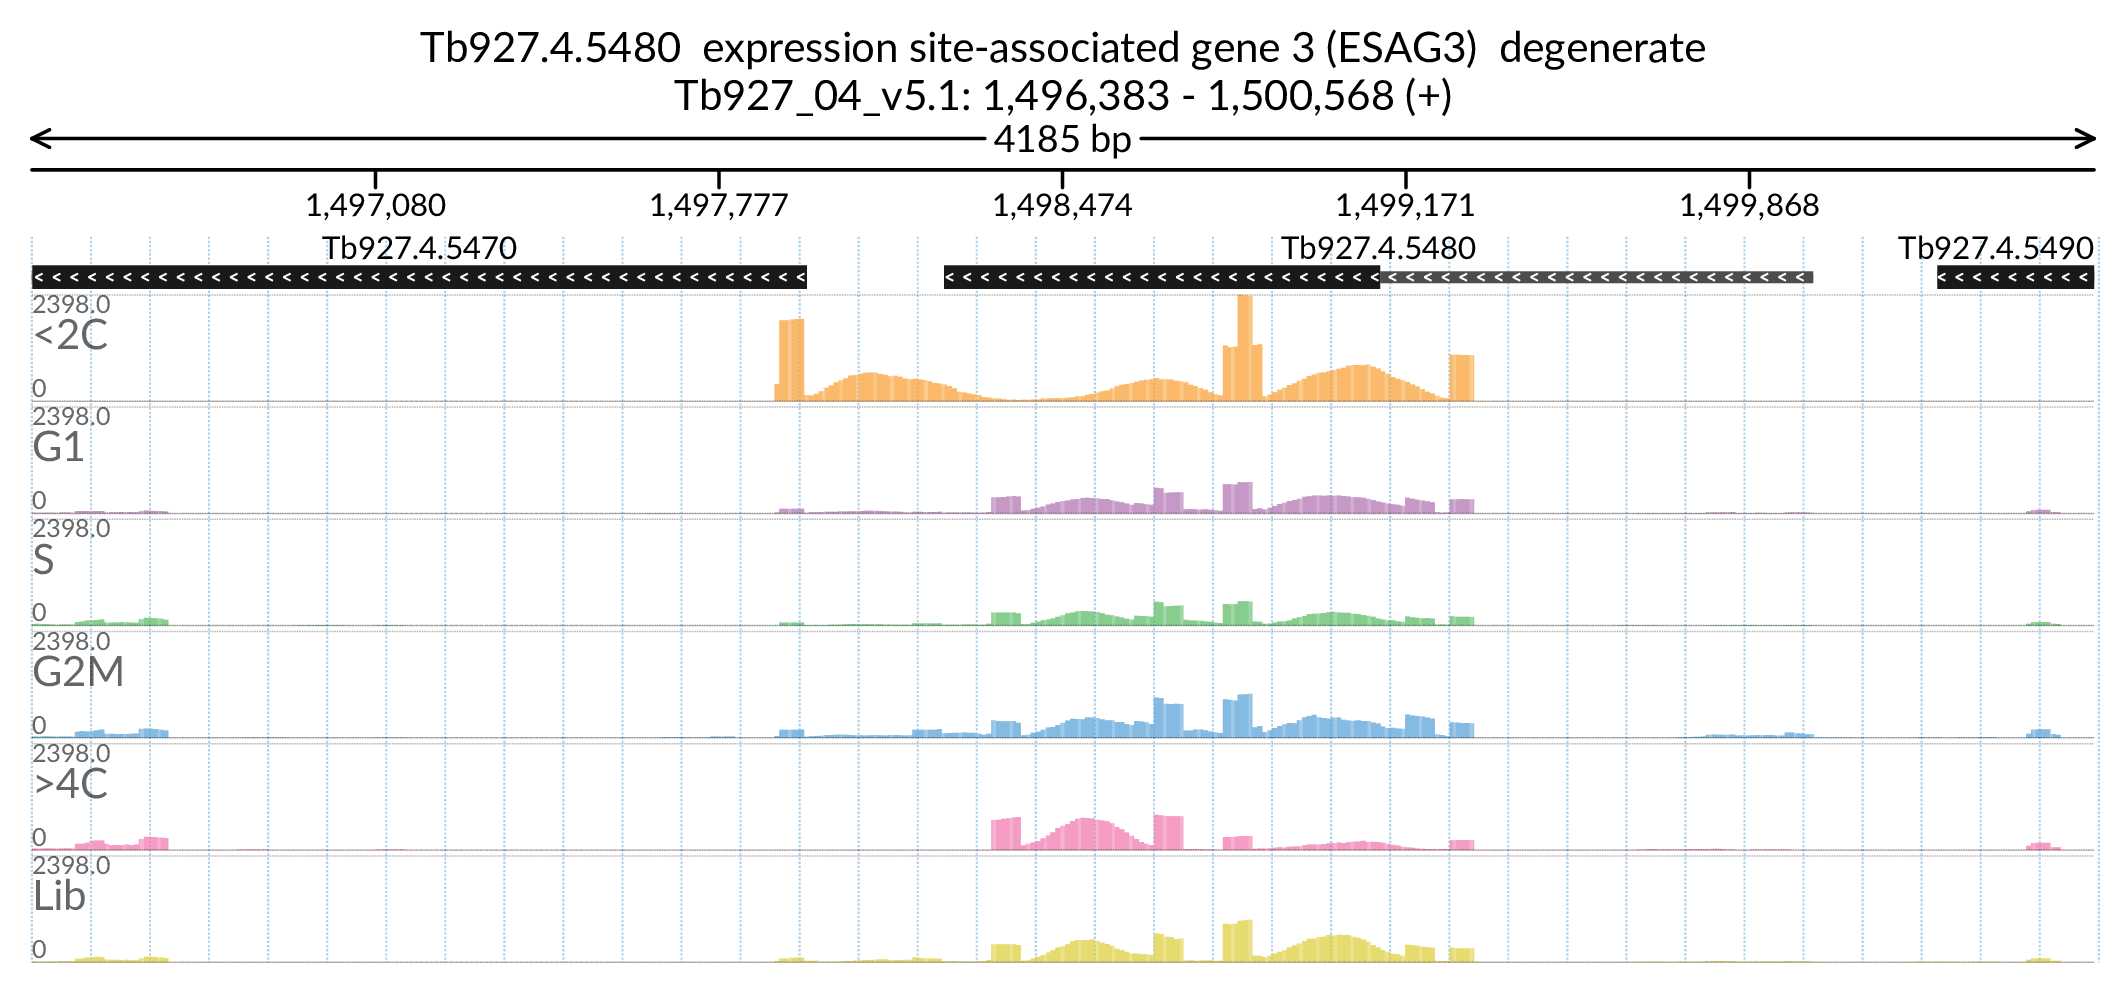 Tb927.4.5480  expression site-associated gene 3 (ESAG3)  degenerate
Tb927_04_v5.1: 1,496,383 - 1,500,568 (+)
4185 bp
1,497,080 1,497,777 1,498,474 1,499,171 1,499,868
Tb927.4.5470 Tb927.4.5480 Tb927.4.5490
2398.0
<2C
0
2398.0
G1
0
2398.0
S
0
2398.0
G2M
0
2398.0
>4C
0
2398.0
Lib
0